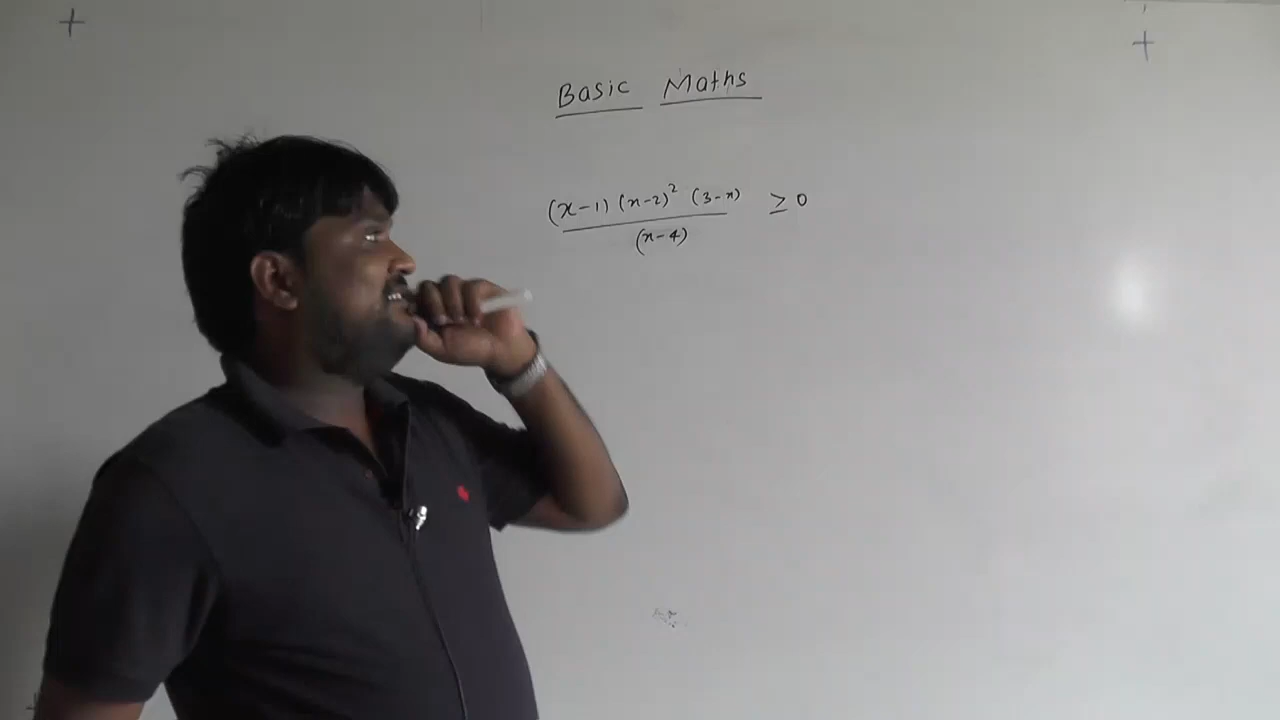 Basic Maths
(x-1) (x-2)² (3-x) ≥ 0
(x-4)